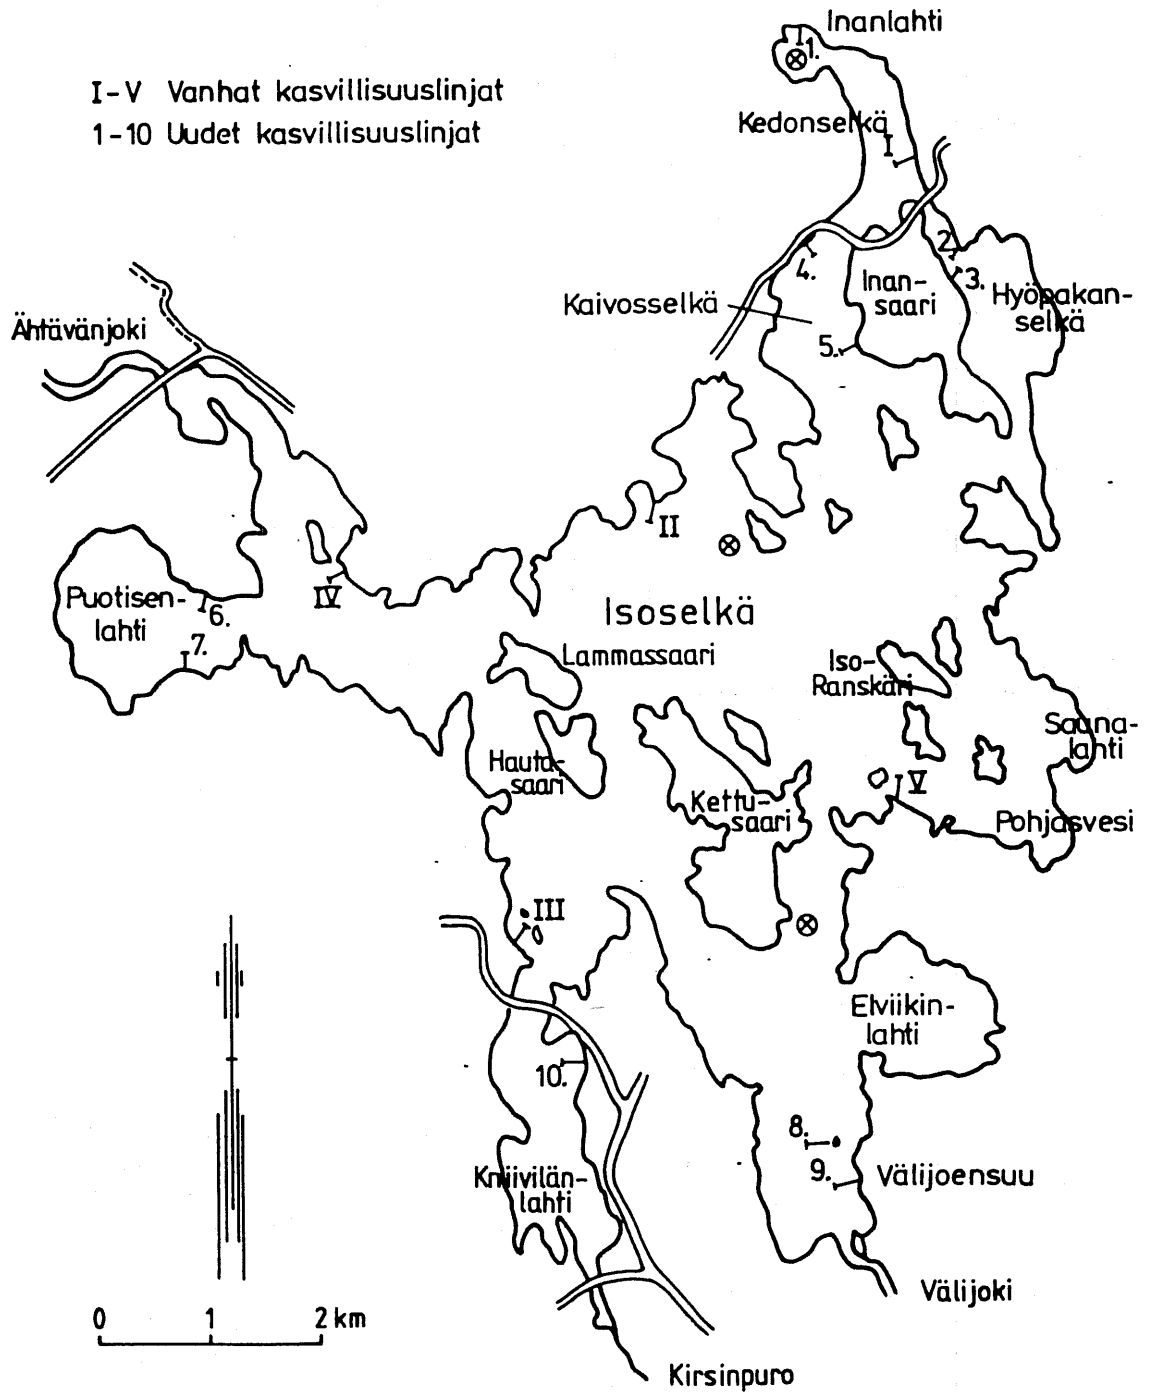 Inanlahti
I
1.
I-V Vanhat kasvillisuuslinjat
1-10 Uudet kasvillisuuslinjat
Kedonselkä
I
2.
3.
4.
Inan-
saari
Hyöpakan-
selkä
Kaivosselkä
5.
Ähtävänjoki
II
Puotisen-
lahti
6.
7.
IV
Isoselkä
Lammassaari
Iso-
Ranskäri
Sauna-
lahti
Hauta-
saari
Kettu-
saari
V
Pohjasvesi
III
Elviikin-
lahti
10.
8.
9.
Välijoensuu
Kniivilän-
lahti
Välijoki
0 1 2 km
Kirsinpuro